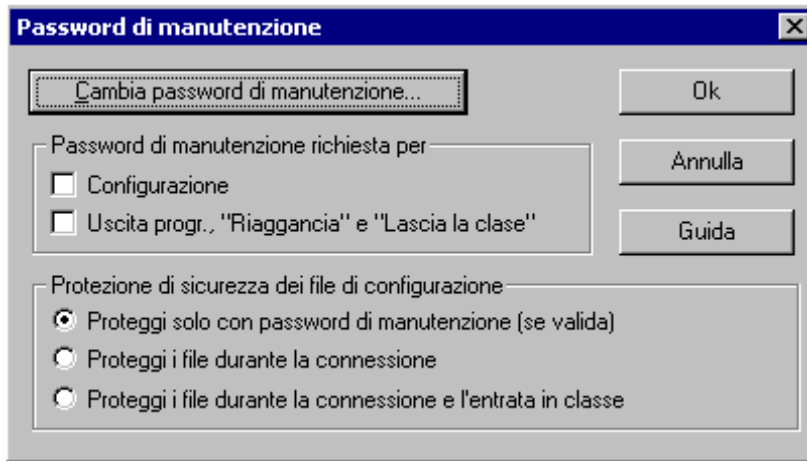 Password di manutenzione
Cambia password di manutenzione...
Ok
Password di manutenzione richiesta per
Annulla
Configurazione
Uscita progr., "Riaggancia" e "Lascia la clase"
Guida
Protezione di sicurezza dei file di configurazione
Proteggi solo con password di manutenzione (se valida)
Proteggi i file durante la connessione
Proteggi i file durante la connessione e l'entrata in classe